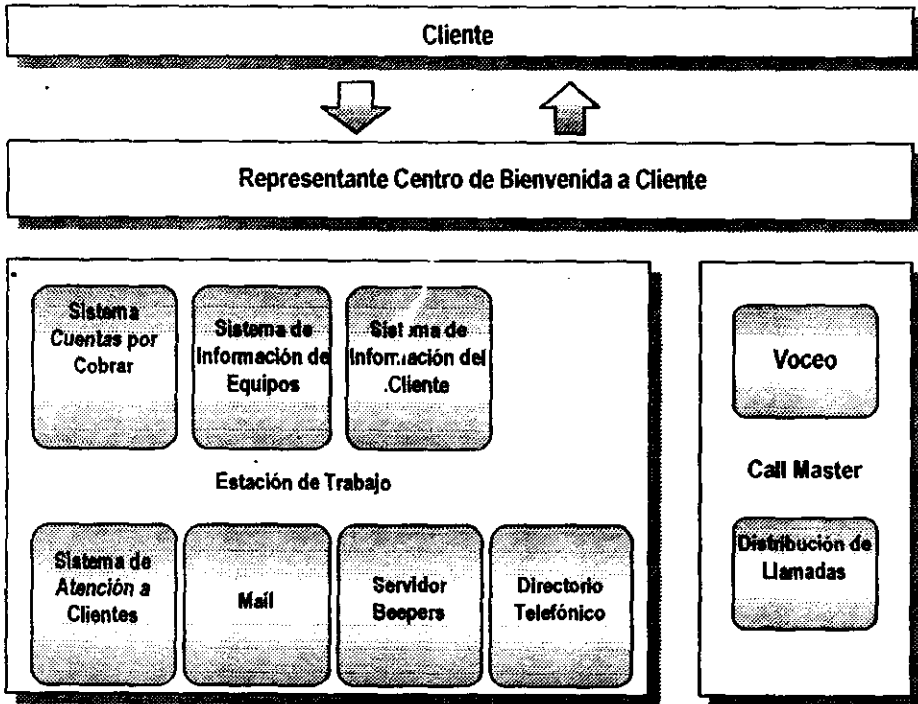 Cliente
Representante Centro de Bienvenida a Cliente
Sistema
Cuentas por
Cobrar
Sistema de
Información de
Equipos
Sistema de
Información del
Cliente
Estación de Trabajo
Sistema de
Atención a
Clientes
Mail
Servidor
Beepers
Directorio
Telefónico
Voceo
Call Master
Distribución de
Llamadas